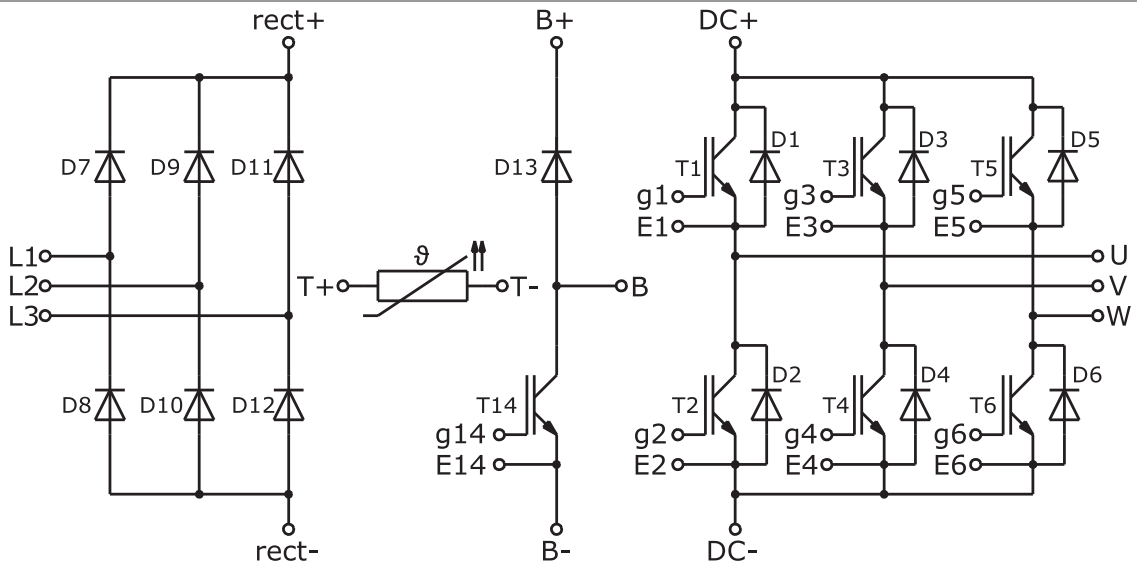 rect+ B+ DC+
D7 D9 D11 D13 T1 D1 T3 D3 T5 D5
g1 g3 g5
E1 E3 E5
L1 U
L2 T+ ϑ T- B V
L3 W
D8 D10 D12 T14 T2 D2 T4 D4 T6 D6
g14 g2 g4 g6
E14 E2 E4 E6
rect- B- DC-